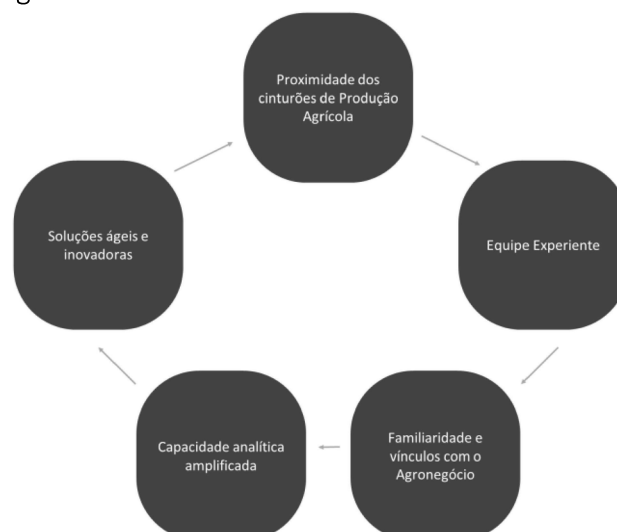 Proximidade dos
cinturões de Produção
Agrícola
Equipe Experiente
Familiaridade e
vínculos com o
Agronegócio
Capacidade analítica
amplificada
Soluções ágeis e
inovadoras